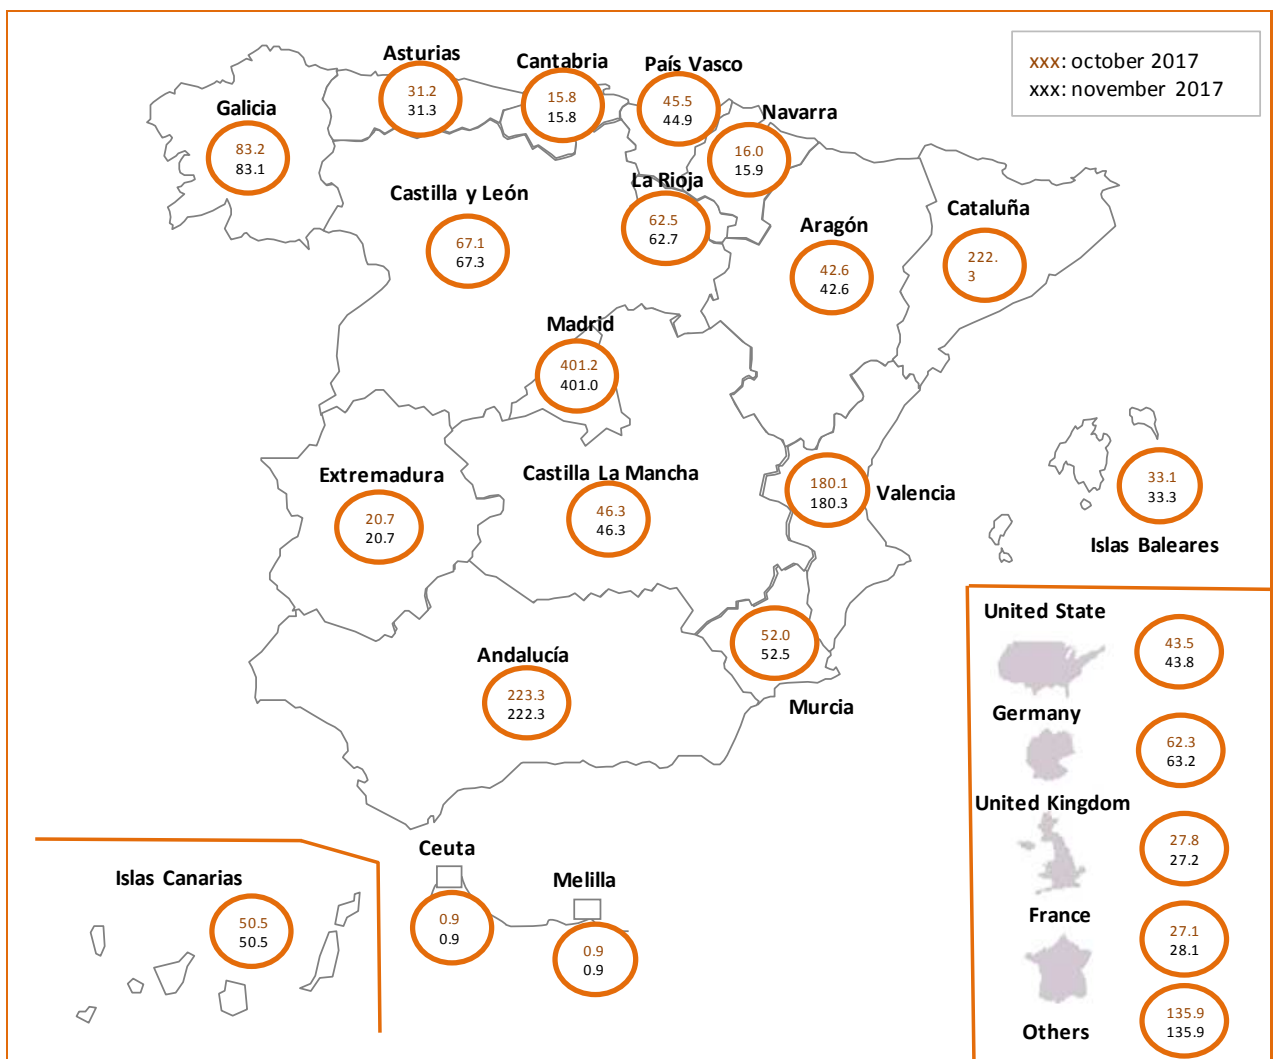 xxx: october 2017
xxx: november 2017
Asturias
31.2
31.3
Cantabria
15.8
15.8
País Vasco
45.5
44.9
Navarra
16.0
15.9
Galicia
83.2
83.1
Castilla y León
67.1
67.3
La Rioja
62.5
62.7
Aragón
42.6
42.6
Cataluña
222.
3
Madrid
401.2
401.0
Extremadura
20.7
20.7
Castilla La Mancha
46.3
46.3
180.1
180.3
Valencia
33.1
33.3
Islas Baleares
Andalucía
223.3
222.3
52.0
52.5
Murcia
United State
43.5
43.8
Germany
62.3
63.2
United Kingdom
27.8
27.2
France
27.1
28.1
Others
135.9
135.9
Islas Canarias
50.5
50.5
Ceuta
0.9
0.9
Melilla
0.9
0.9